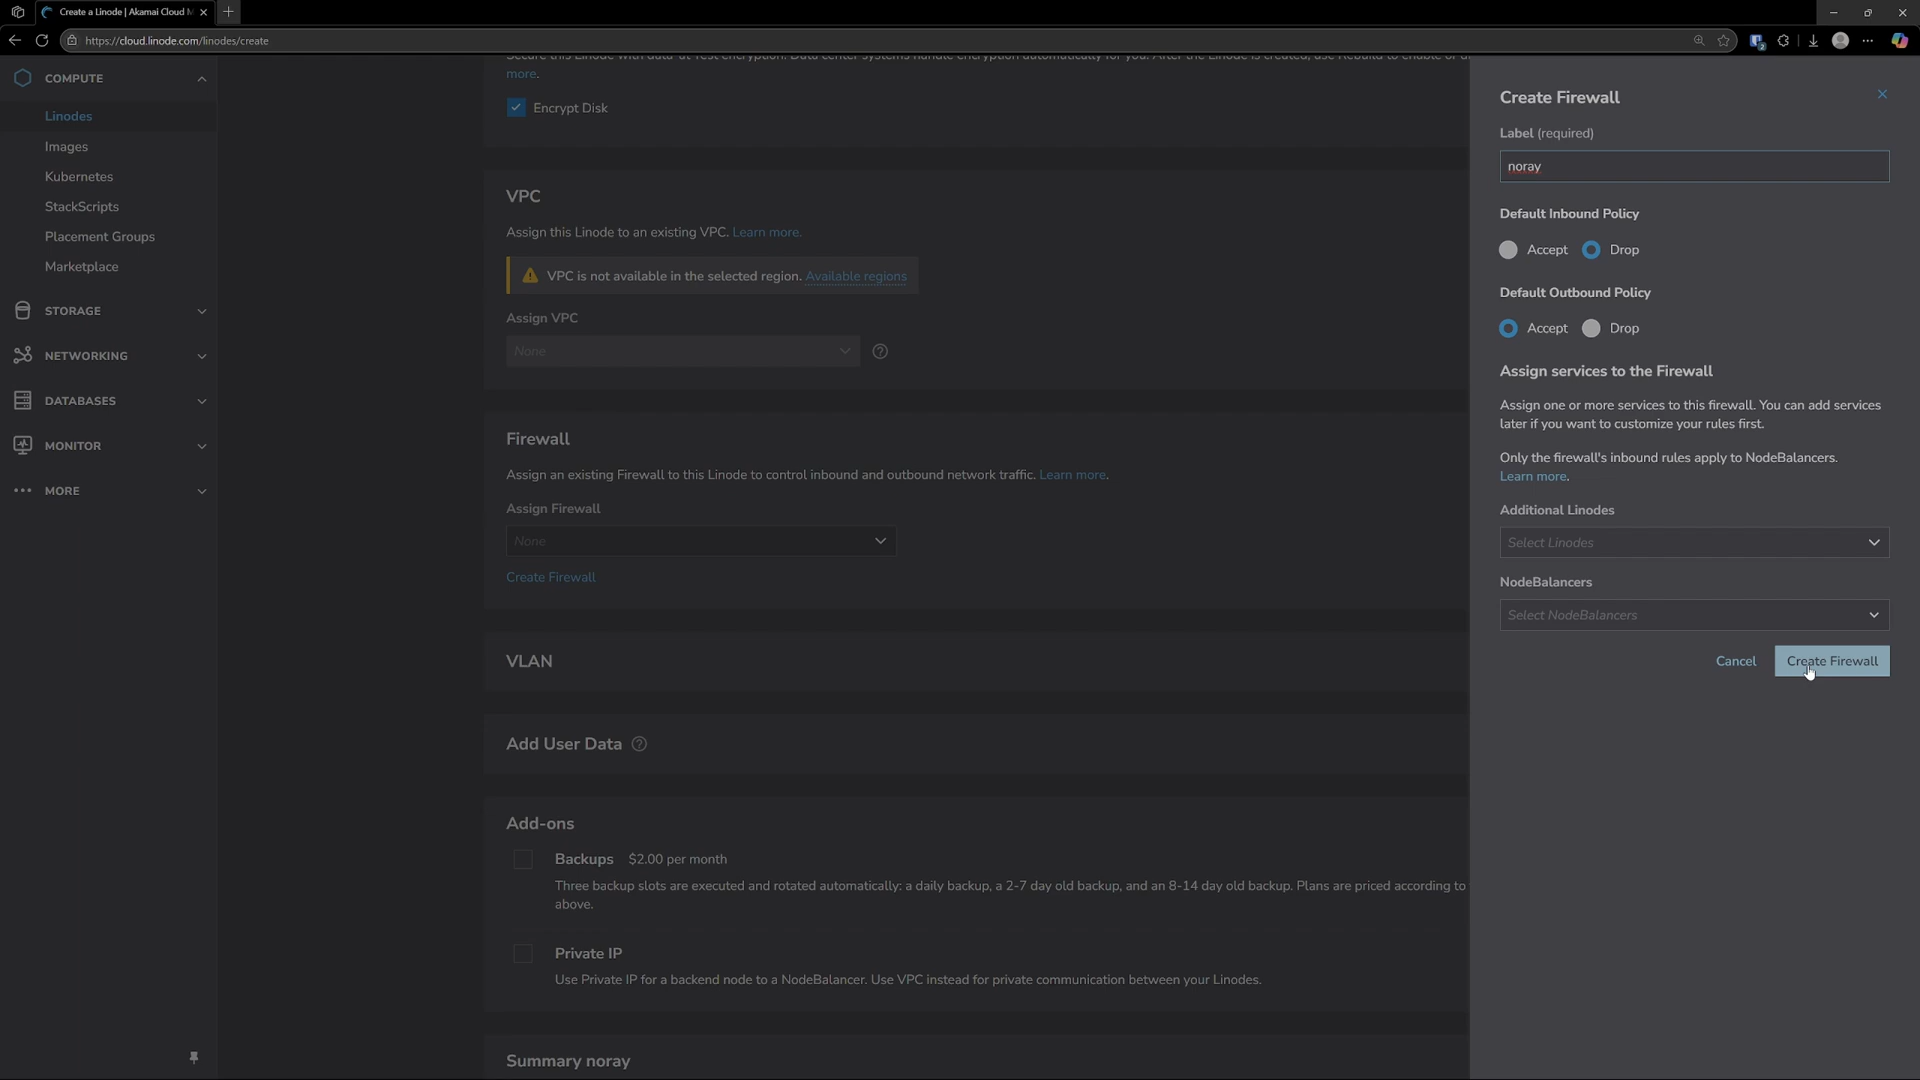 Create a Linode | Akamai Cloud M
https://cloud.linode.com/linodes/create
COMPUTE
Linodes
Images
Kubernetes
StackScripts
Placement Groups
Marketplace
STORAGE
NETWORKING
DATABASES
MONITOR
MORE
more.
Encrypt Disk
VPC
Assign this Linode to an existing VPC. Learn more.
VPC is not available in the selected region. Available regions
Assign VPC
None
Firewall
Assign an existing Firewall to this Linode to control inbound and outbound network traffic. Learn more.
Assign Firewall
None
Create Firewall
VLAN
Add User Data
Add-ons
Backups $2.00 per month
Three backup slots are executed and rotated automatically: a daily backup, a 2-7 day old backup, and an 8-14 day old backup. Plans are priced according to
above.
Private IP
Use Private IP for a backend node to a NodeBalancer. Use VPC instead for private communication between your Linodes.
Summary noray
Create Firewall
Label (required)
noray
Default Inbound Policy
Accept Drop
Default Outbound Policy
Accept Drop
Assign services to the Firewall
Assign one or more services to this firewall. You can add services
later if you want to customize your rules first.
Only the firewall's inbound rules apply to NodeBalancers.
Learn more.
Additional Linodes
Select Linodes
NodeBalancers
Select NodeBalancers
Cancel Create Firewall